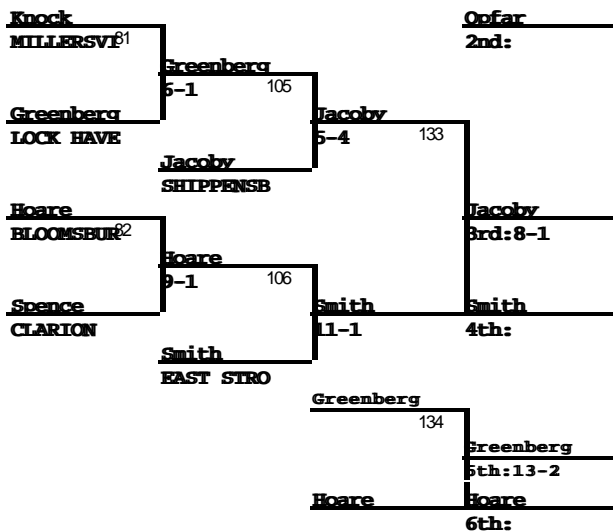 Knock
Opfar
MILLERSVI
81
2nd:
Greenberg
6-1
105
Greenberg
LOCK HAVE
Jacoby
5-4
133
Jacoby
SHIPPENSB
Hoare
BLOOMSBUR
82
Jacoby
3rd:8-1
Hoare
9-1
106
Spence
CLARION
Smith
11-1
Smith
4th:
Smith
EAST STRO
Greenberg
134
Greenberg
5th:13-2
Hoare
Hoare
6th: